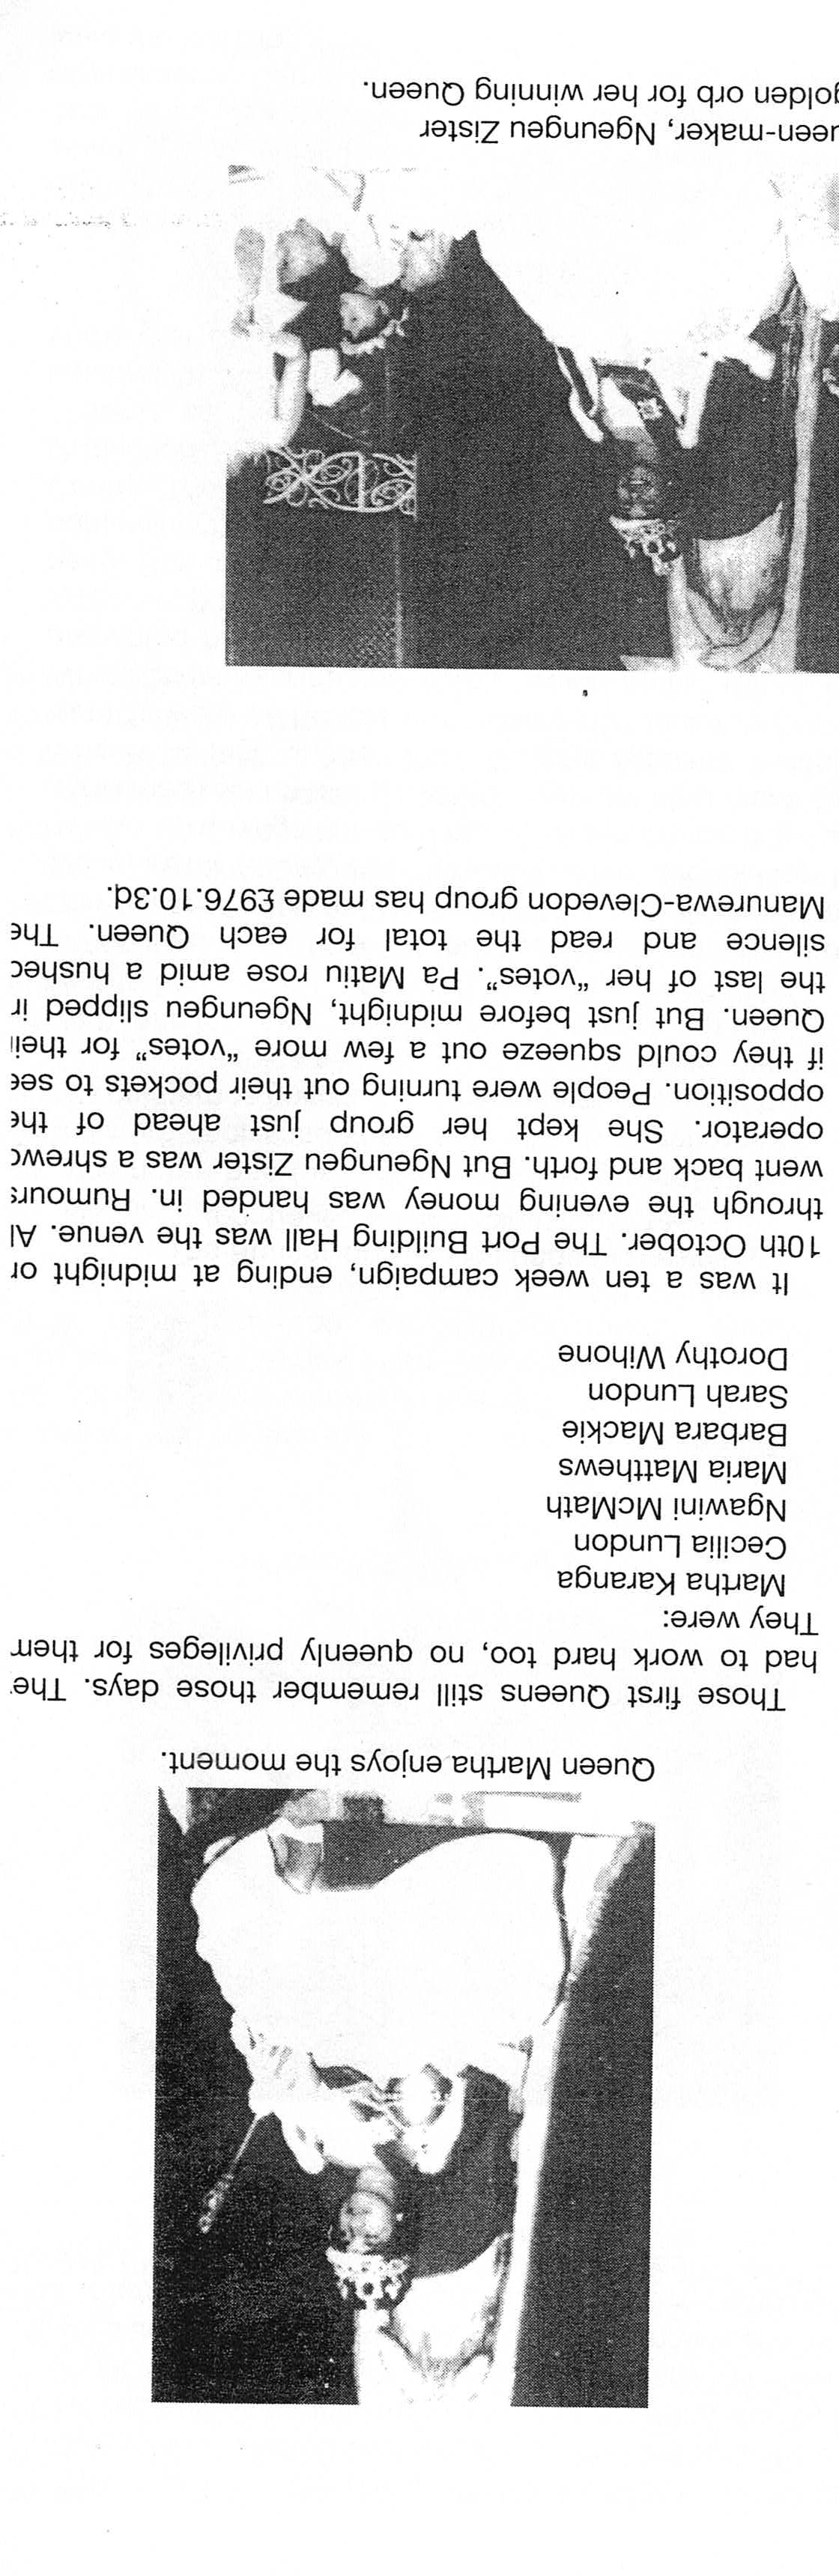 Queen Martha enjoys the moment.
Those first Queens still remember those days. The
had to work hard too, no queenly privileges for them
They were:
Martha Karanga
Cecilia Lundon
Ngawini McMath
Maria Matthews
Barbara Mackie
Sarah Lundon
Dorothy Wihone
It was a ten week campaign, ending at midnight on
10th October. The Port Building Hall was the venue. Al
through the evening money was handed in. Rumours
went back and forth. But Ngeungeu Zister was a shrewd
operator. She kept her group just ahead of the
opposition. People were turning out their pockets to see
if they could squeeze out a few more “votes” for their
Queen. But just before midnight, Ngeungeu slipped in
the last of her “votes”. Pa Matiu rose amid a hushed
silence and read the total for each Queen. The
Manurewa-Clevedon group has made £976.10.3d.
ueen-maker, Ngeungeu Zister
golden orb for her winning Queen.